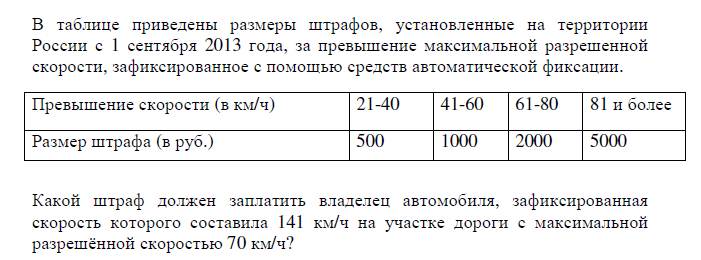 В таблице приведены размеры штрафов, установленные на территории
России с 1 сентября 2013 года, за превышение максимальной разрешенной
скорости, зафиксированное с помощью средств автоматической фиксации.
Превышение скорости (в км/ч) 21-40 41-60 61-80 81 и более
Размер штрафа (в руб.) 500 1000 2000 5000
Какой штраф должен заплатить владелец автомобиля, зафиксированная
скорость которого составила 141 км/ч на участке дороги с максимальной
разрешённой скоростью 70 км/ч?